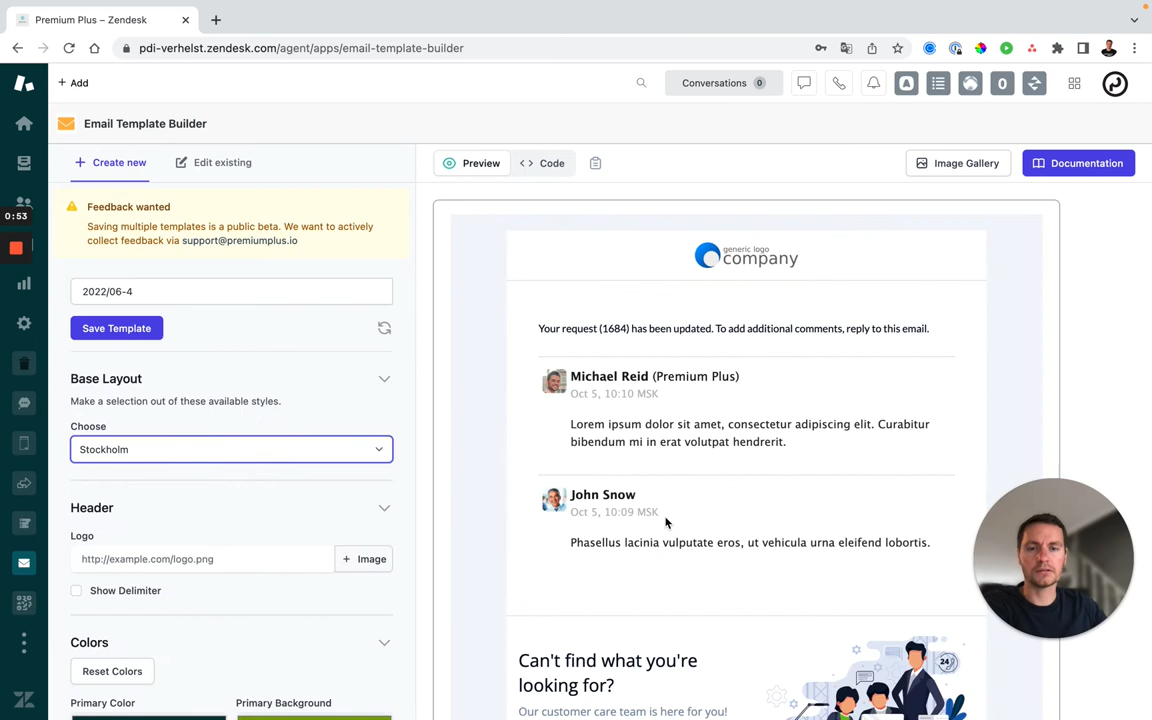 Premium Plus – Zendesk
pdi-verhelst.zendesk.com/agent/apps/email-template-builder
+ Add
Conversations 0
A
0
Email Template Builder
Create new
Edit existing
Preview
Code
Image Gallery
Documentation
0:53
Feedback wanted
Saving multiple templates is a public beta. We want to actively
collect feedback via support@premiumplus.io
2022/06-4
Save Template
Base Layout
Make a selection out of these available styles.
Choose
Stockholm
Header
Logo
http://example.com/logo.png
+ Image
Show Delimiter
Colors
Reset Colors
Primary Color
Primary Background
generic logo
company
Your request (1684) has been updated. To add additional comments, reply to this email.
Michael Reid (Premium Plus)
Oct 5, 10:10 MSK
Lorem ipsum dolor sit amet, consectetur adipiscing elit. Curabitur
bibendum mi in erat volutpat hendrerit.
John Snow
Oct 5, 10:09 MSK
Phasellus lacinia vulputate eros, ut vehicula urna eleifend lobortis.
Can't find what you're
looking for?
Our customer care team is here for you!
24